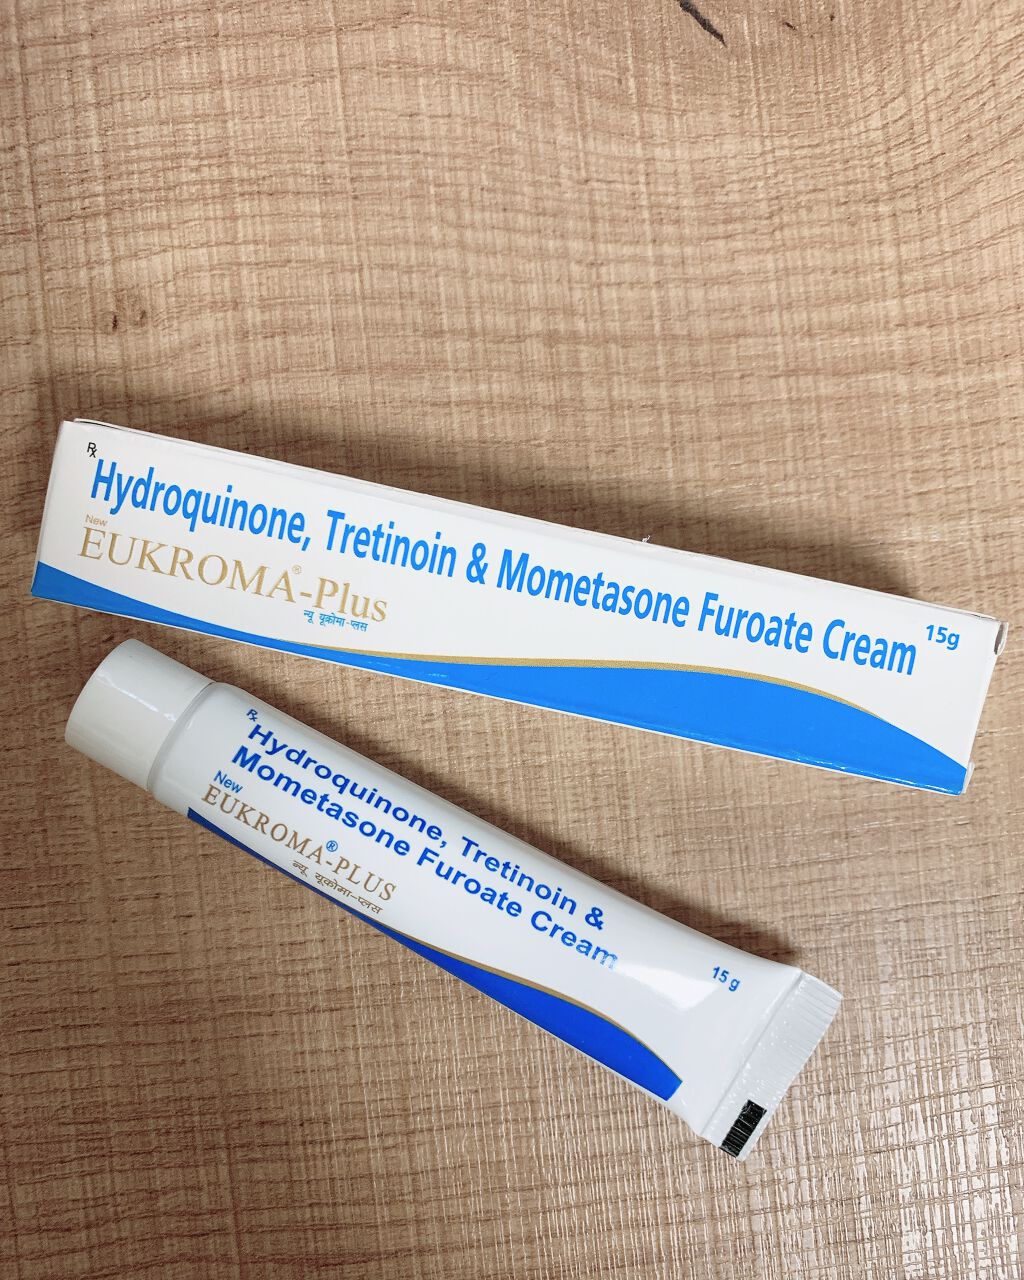 Rx
Hydroquinone, Tretinoin & Mometasone Furoate Cream 15g
New
EUKROMA®-Plus
न्यू यूक्रोमा-प्लस
Rx
Hydroquinone, Tretinoin &
Mometasone Furoate Cream
New
EUKROMA®-PLUS
न्यू यूक्रोमा-प्लस
15 g